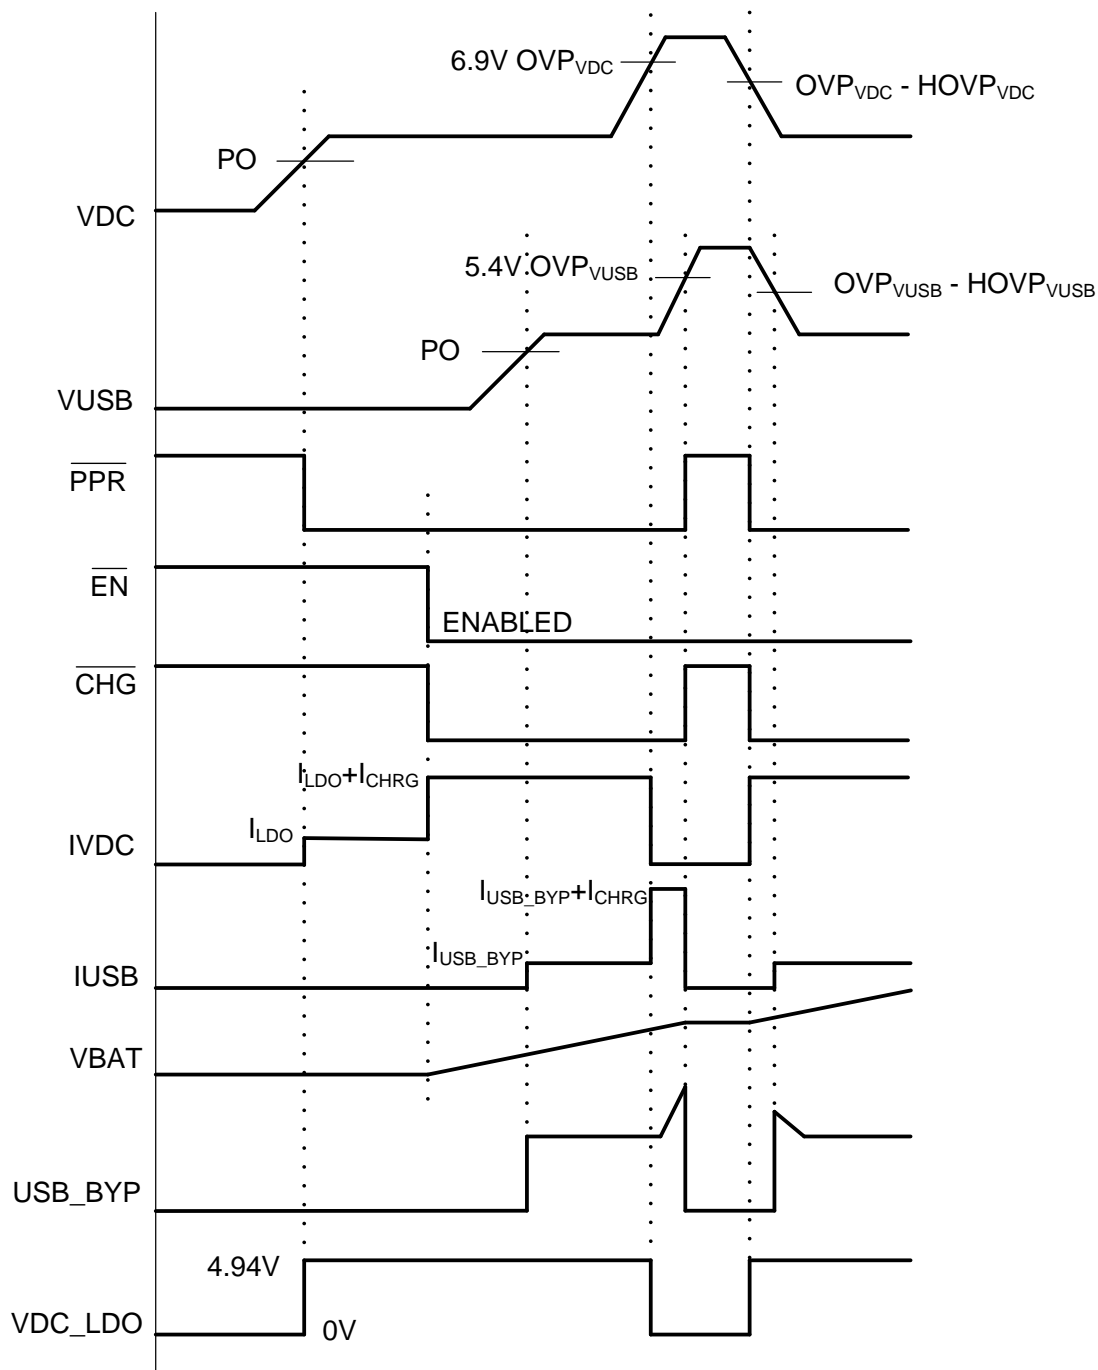 6.9V OVPVDC
OVPVDC - HOVPVDC
PO
VDC
5.4V OVPVUSB
OVPVUSB - HOVPVUSB
PO
VUSB
PPR
EN
ENABLED
CHG
ILDO+ICHRG
ILDO
IVDC
IUSB_BYP+ICHRG
IUSB_BYP
IUSB
VBAT
USB_BYP
4.94V
VDC_LDO
0V